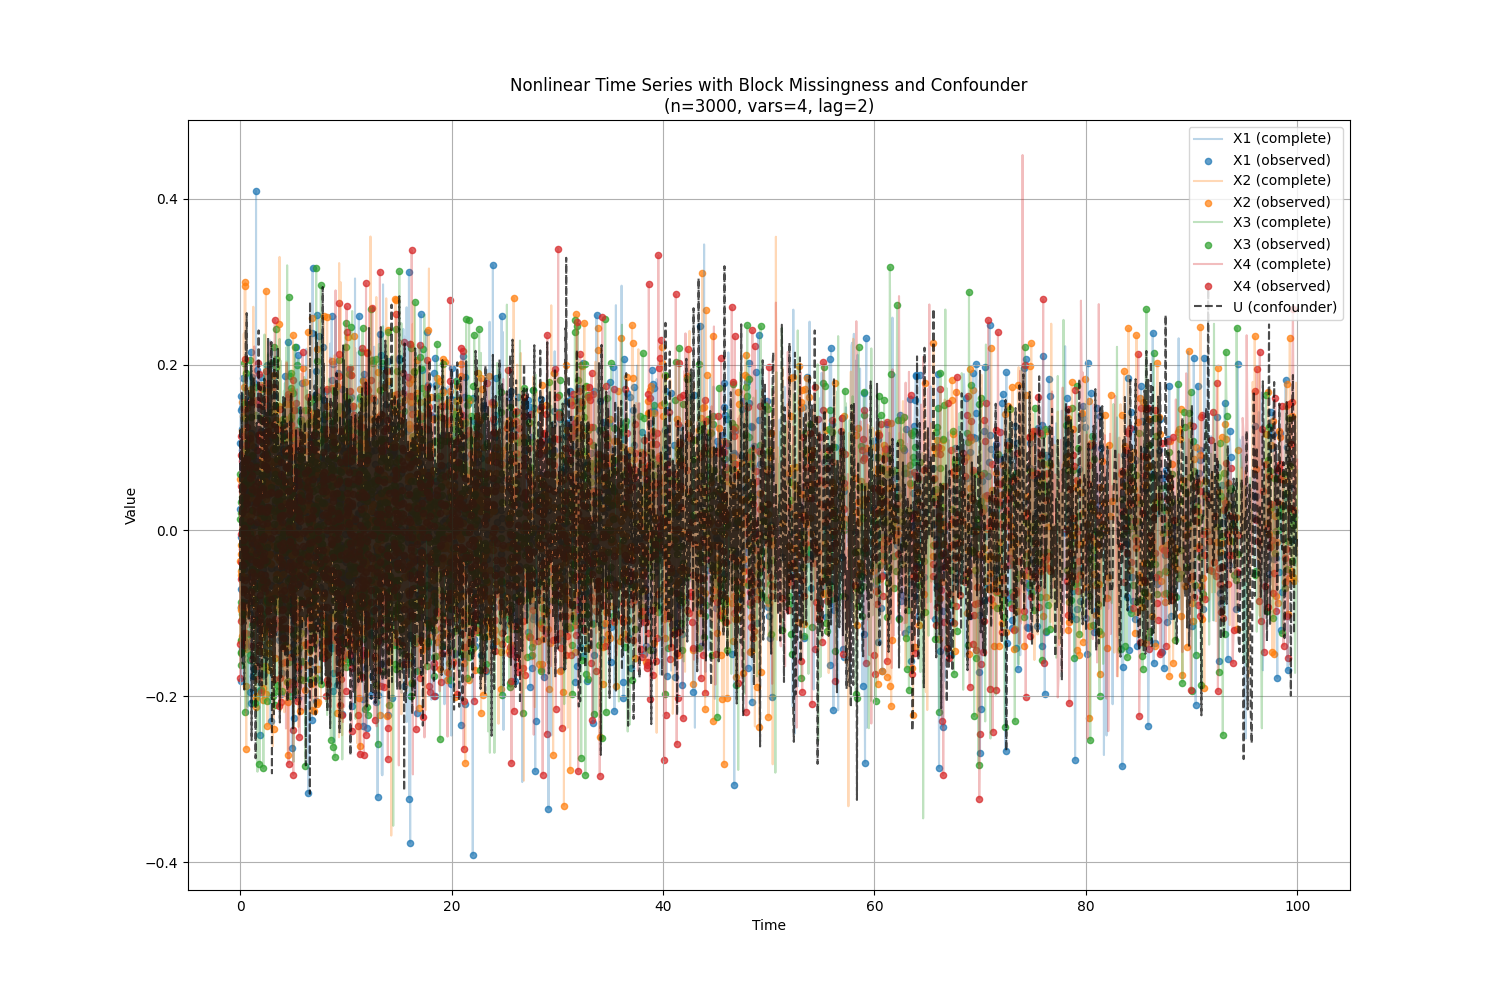 Nonlinear Time Series with Block Missingness and Confounder
(n=3000, vars=4, lag=2)
X1 (complete)
X1 (observed)
X2 (complete)
X2 (observed)
X3 (complete)
X3 (observed)
X4 (complete)
X4 (observed)
U (confounder)
Value
0.4
0.2
0.0
−0.2
−0.4
0 20 40 60 80 100
Time